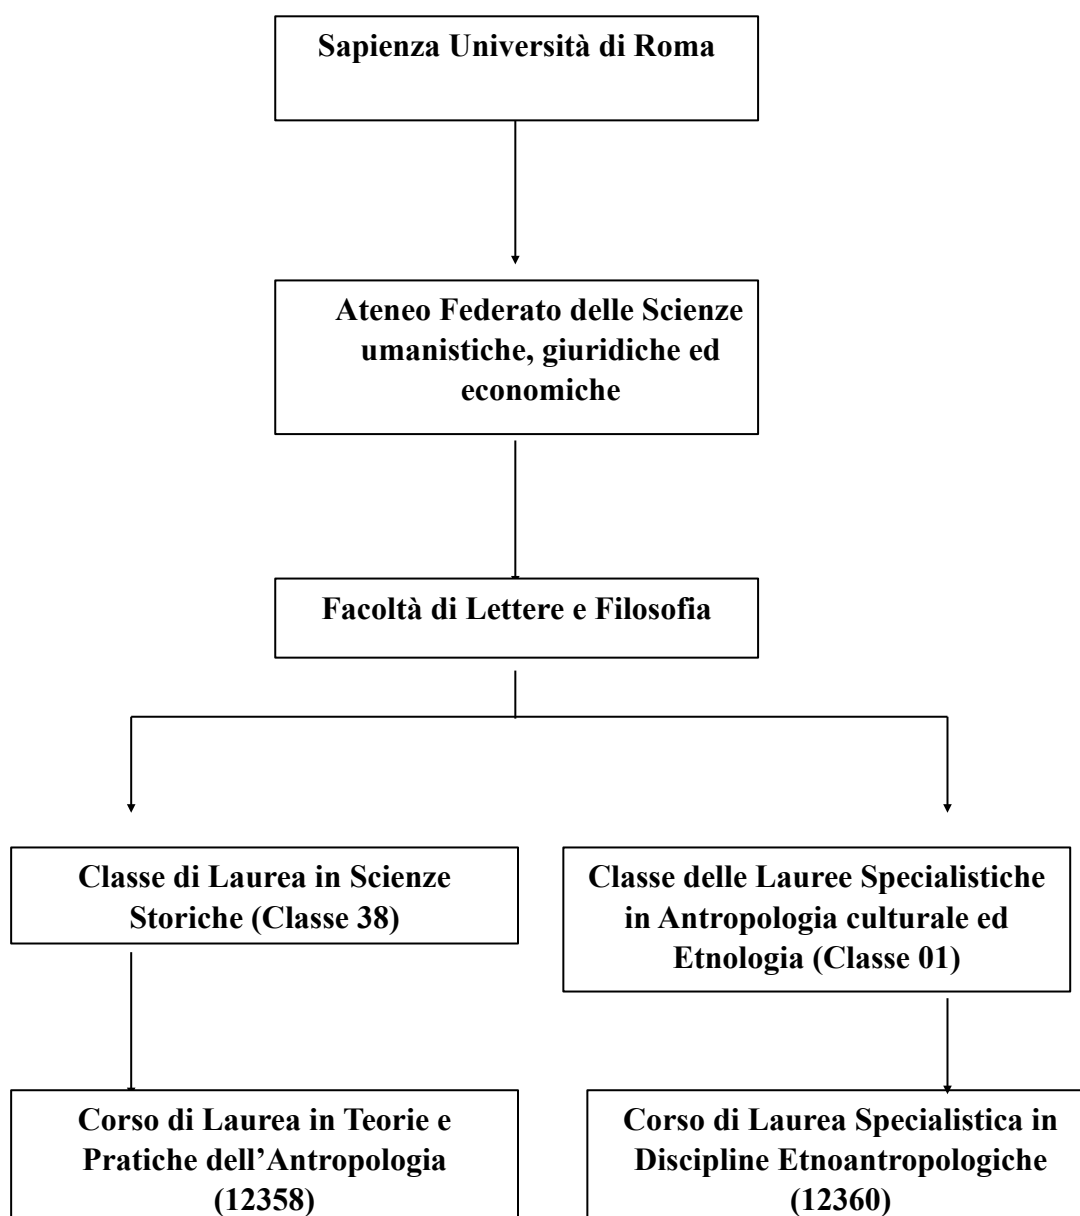 Sapienza Università di Roma
Ateneo Federato delle Scienze
umanistiche, giuridiche ed
economiche
Facoltà di Lettere e Filosofia
Classe di Laurea in Scienze
Storiche (Classe 38)
Classe delle Lauree Specialistiche
in Antropologia culturale ed
Etnologia (Classe 01)
Corso di Laurea in Teorie e
Pratiche dell’Antropologia
(12358)
Corso di Laurea Specialistica in
Discipline Etnoantropologiche
(12360)